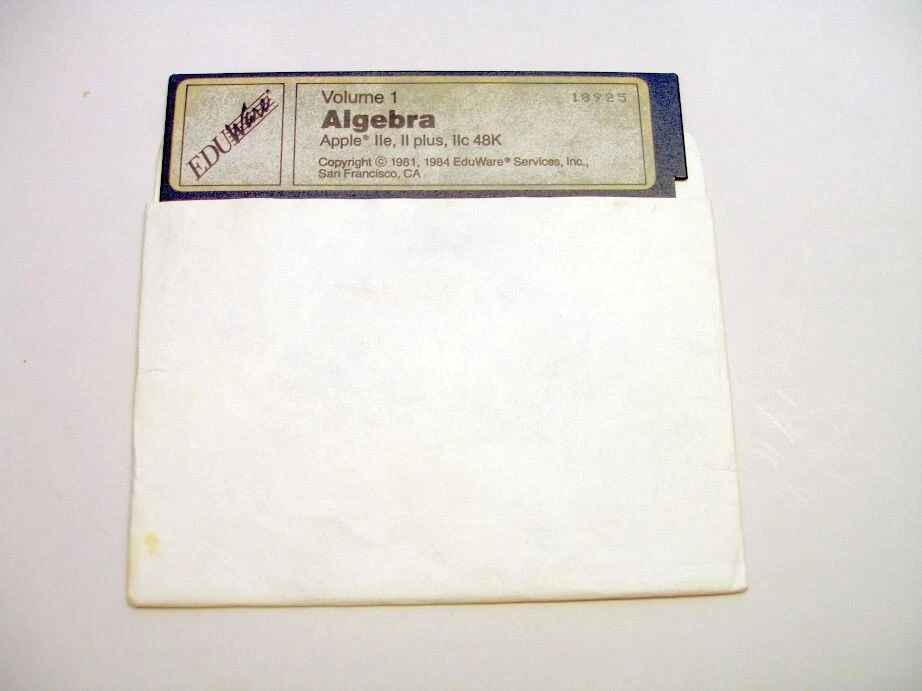 EDUWare®
Volume 1
18925
Algebra
Apple® IIe, II plus, IIc 48K
Copyright © 1981, 1984 EduWare® Services, Inc.,
San Francisco, CA